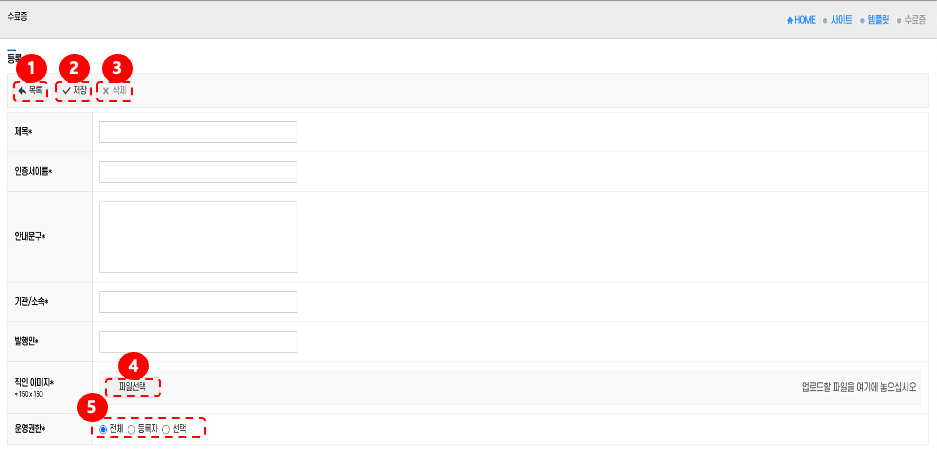 수료증
HOME 사이트 템플릿 수료증
등록
1 2 3
목록 저장 삭제
제목*
인증서이름*
안내문구*
기관/소속*
발행인*
4
직인 이미지*
* 150 x 150
파일선택
업로드할 파일을 여기에 놓으십시오
5
운영권한*
전체 등록자 선택